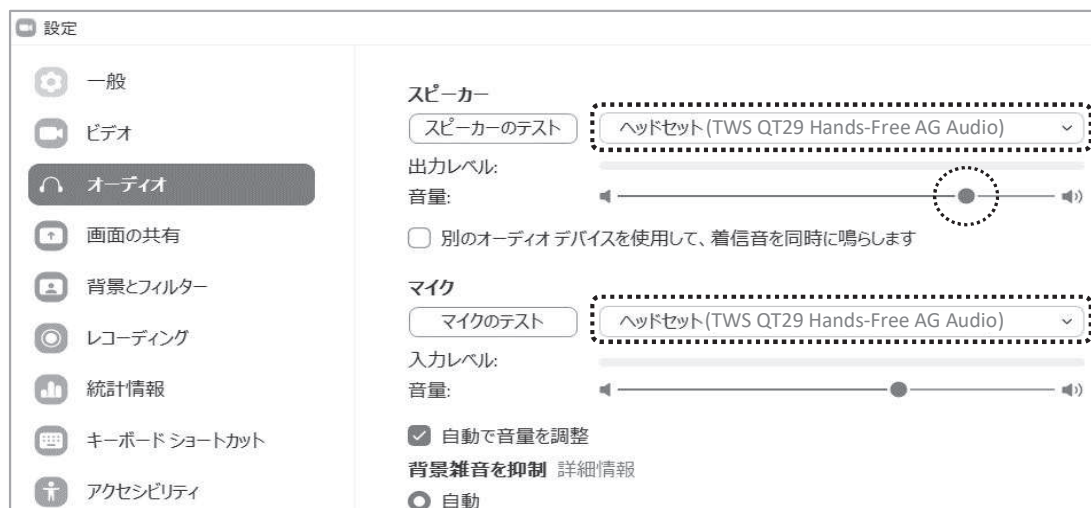 設定
一般
ビデオ
オーディオ
画面の共有
背景とフィルター
レコーディング
統計情報
キーボード ショートカット
アクセシビリティ
スピーカー
スピーカーのテスト
ヘッドセット(TWS QT29 Hands-Free AG Audio)
出力レベル:
音量:
別のオーディオ デバイスを使用して、着信音を同時に鳴らします
マイク
マイクのテスト
ヘッドセット(TWS QT29 Hands-Free AG Audio)
入力レベル:
音量:
自動で音量を調整
背景雑音を抑制 詳細情報
自動